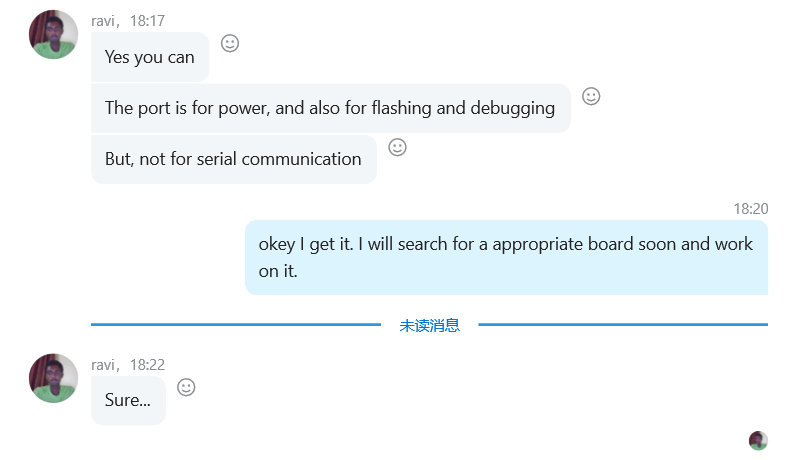 ravi，18:17
Yes you can
The port is for power, and also for flashing and debugging
But, not for serial communication
18:20
okey I get it. I will search for a appropriate board soon and work
on it.
未读消息
ravi，18:22
Sure...